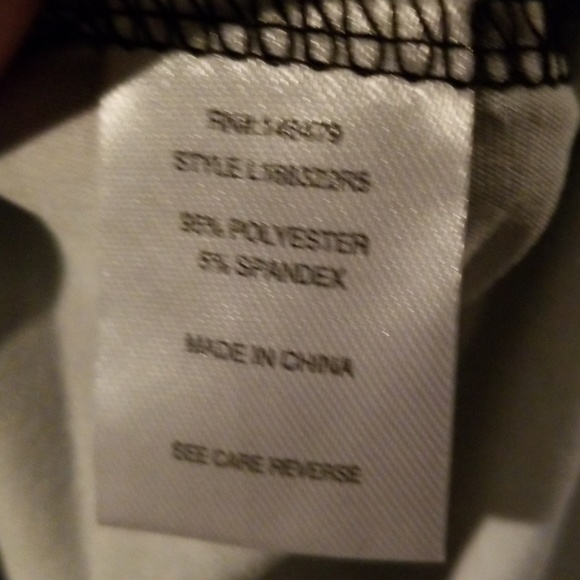 STYLE
95% POLYESTER
5% SPANDEX
MADE IN CHINA
SEE CARE REVERSE